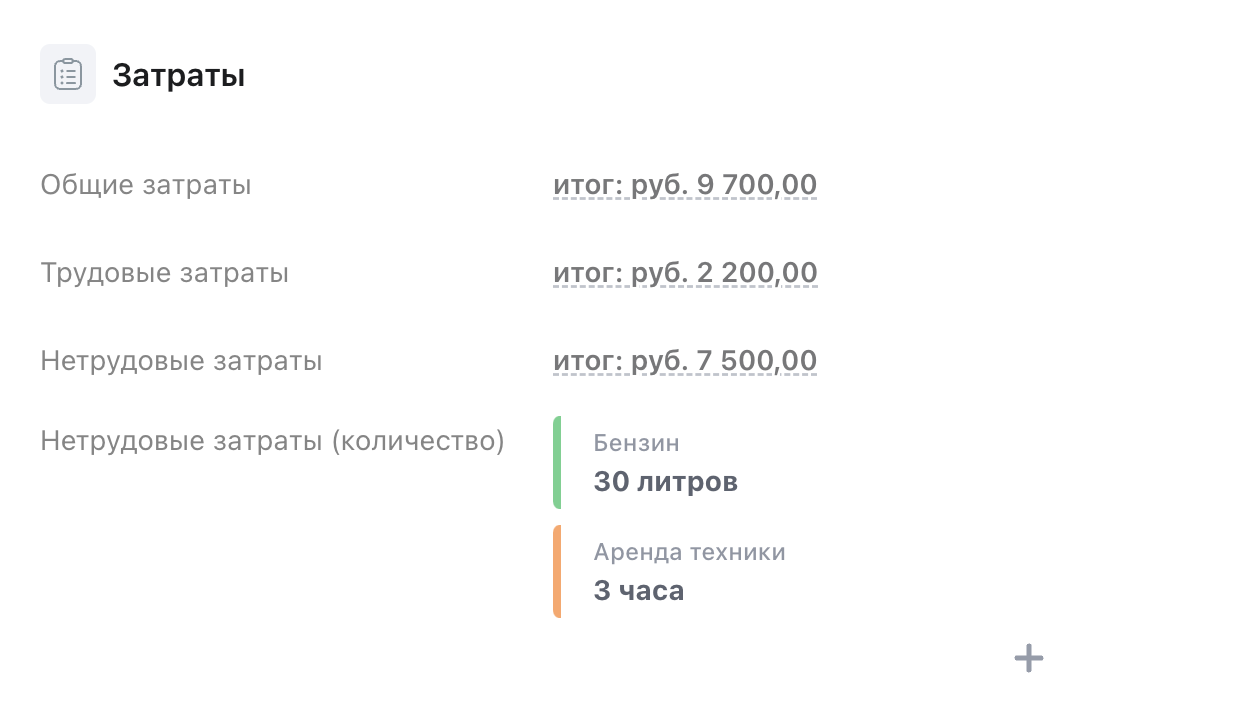 Затраты
Общие затраты итог: руб. 9 700,00
Трудовые затраты итог: руб. 2 200,00
Нетрудовые затраты итог: руб. 7 500,00
Нетрудовые затраты (количество) Бензин
30 литров
Аренда техники
3 часа